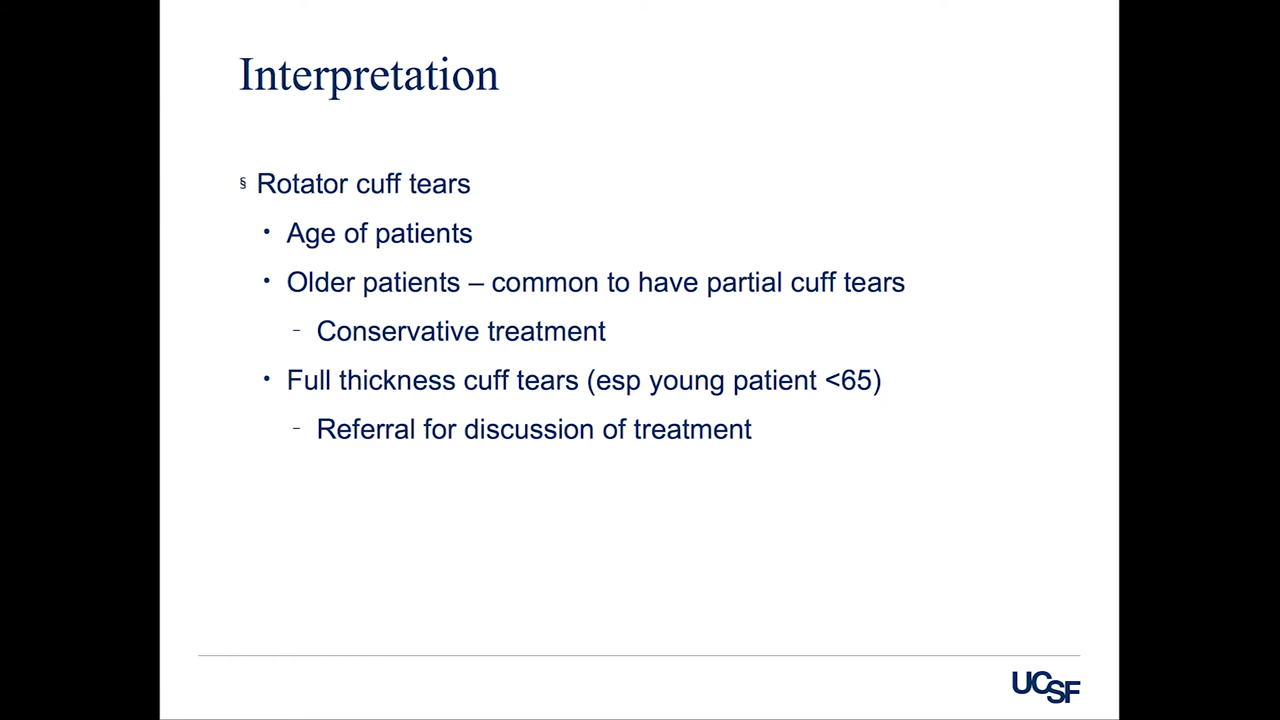 Interpretation
§ Rotator cuff tears
• Age of patients
• Older patients – common to have partial cuff tears
- Conservative treatment
• Full thickness cuff tears (esp young patient <65)
- Referral for discussion of treatment
UCSF